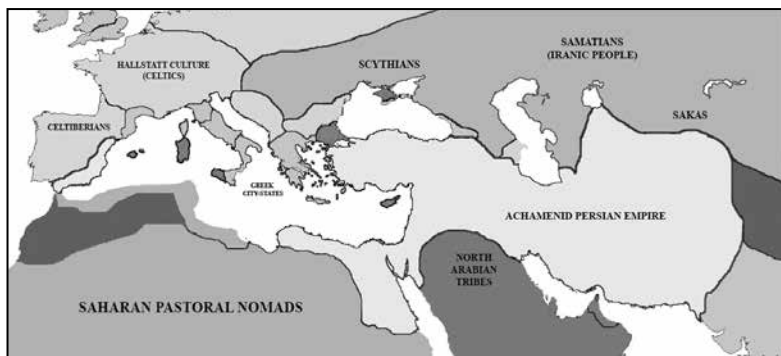 HALLSTATT CULTURE
(CELTICS)
SCYTHIANS
SAMATIANS
(IRANIC PEOPLE)
SAKAS
CELTIBERIANS
GREEK
CITY-STATES
ACHAMENID PERSIAN EMPIRE
NORTH
ARABIAN
TRIBES
SAHARAN PASTORAL NOMADS